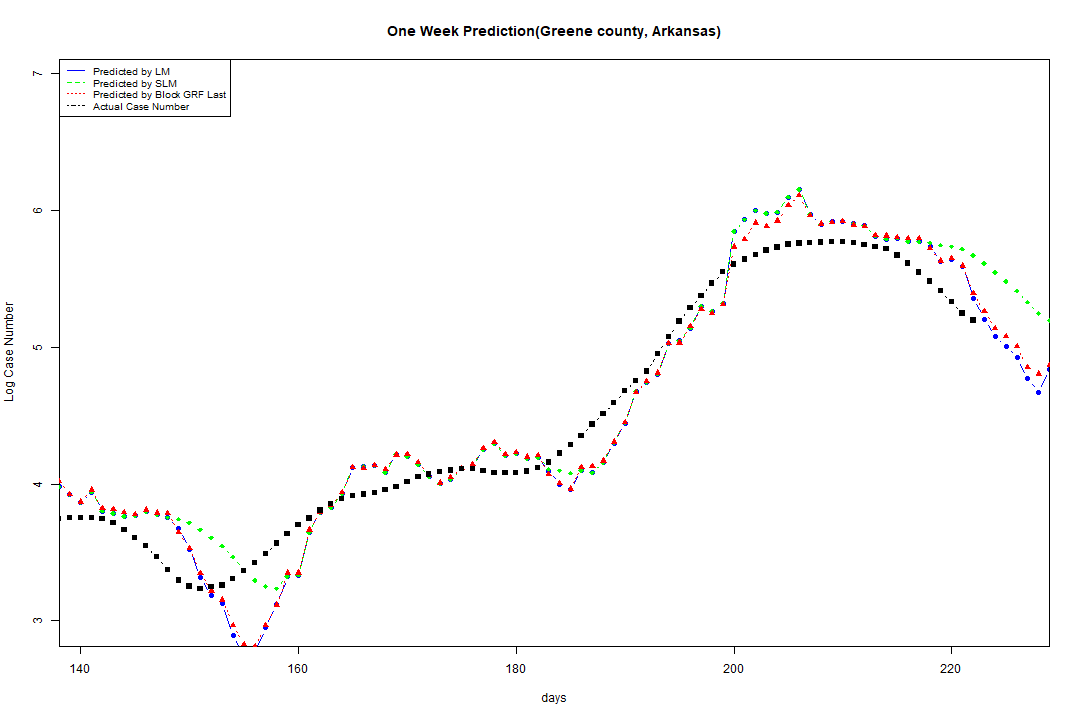 One Week Prediction(Greene county, Arkansas)
Predicted by LM
Predicted by SLM
Predicted by Block GRF Last
Actual Case Number
7
6
5
4
3
Log Case Number
140 160 180 200 220
days